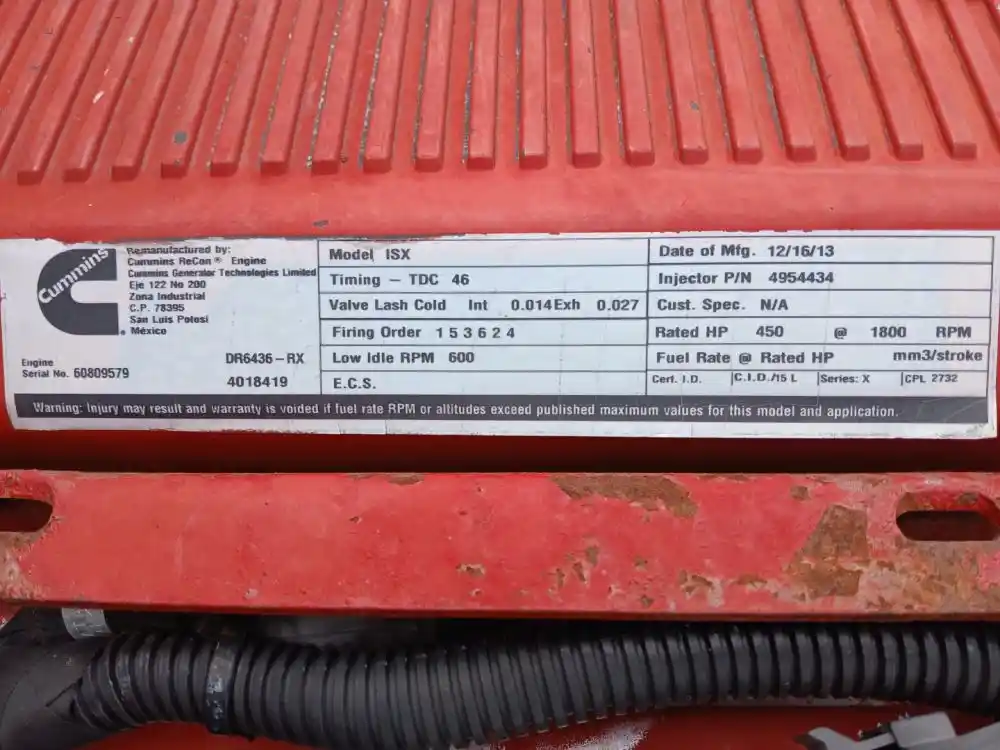 Cummins
Remanufactured by:
Cummins ReCon® Engine
Cummins Generator Technologies Limited
Eje 122 No 200
Zona Industrial
C.P. 78395
San Luis Potosi
México
Engine
Serial No. 60809579
DR6436-RX
4018419
Model ISX
Timing – TDC 46
Valve Lash Cold Int 0.014 Exh 0.027
Firing Order 1 5 3 6 2 4
Low Idle RPM 600
E.C.S.
Date of Mfg. 12/16/13
Injector P/N 4954434
Cust. Spec. N/A
Rated HP 450 @ 1800 RPM
Fuel Rate @ Rated HP mm3/stroke
Cert. I.D. C.I.D./15 L Series: X CPL 2732
Warning: Injury may result and warranty is voided if fuel rate RPM or altitudes exceed published maximum values for this model and application.